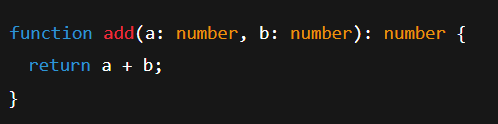 function add(a: number, b: number): number {
  return a + b;
}